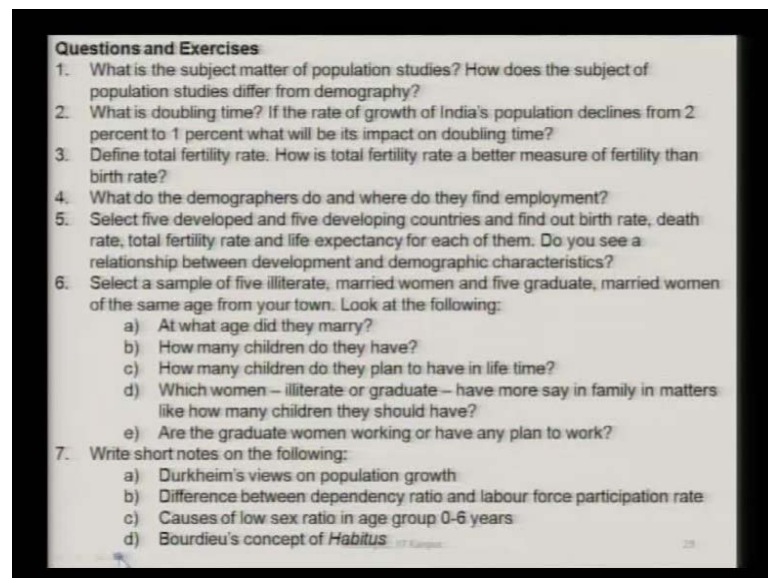 Questions and Exercises
1. What is the subject matter of population studies? How does the subject of
population studies differ from demography?
2. What is doubling time? If the rate of growth of India's population declines from 2
percent to 1 percent what will be its impact on doubling time?
3. Define total fertility rate. How is total fertility rate a better measure of fertility than
birth rate?
4. What do the demographers do and where do they find employment?
5. Select five developed and five developing countries and find out birth rate, death
rate, total fertility rate and life expectancy for each of them. Do you see a
relationship between development and demographic characteristics?
6. Select a sample of five illiterate, married women and five graduate, married women
of the same age from your town. Look at the following:
a) At what age did they marry?
b) How many children do they have?
c) How many children do they plan to have in life time?
d) Which women – illiterate or graduate – have more say in family in matters
like how many children they should have?
e) Are the graduate women working or have any plan to work?
7. Write short notes on the following:
a) Durkheim's views on population growth
b) Difference between dependency ratio and labour force participation rate
c) Causes of low sex ratio in age group 0-6 years
d) Bourdieu's concept of Habitus